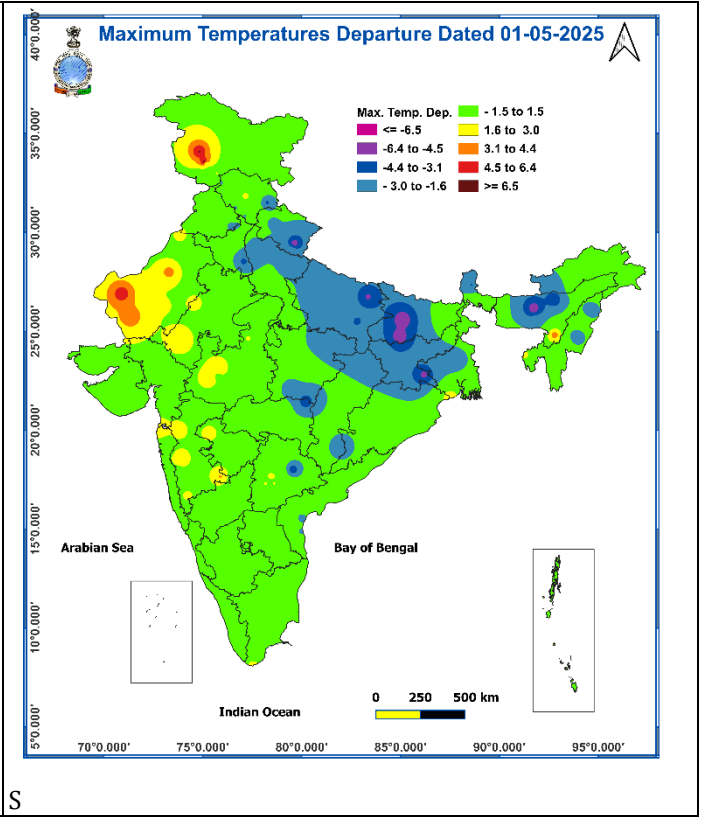 Maximum Temperatures Departure Dated 01-05-2025
Max. Temp. Dep.
<= -6.5
-6.4 to -4.5
-4.4 to -3.1
- 3.0 to -1.6
- 1.5 to 1.5
1.6 to 3.0
3.1 to 4.4
4.5 to 6.4
>= 6.5
40°0.000'
35°0.000'
30°0.000'
25°0.000'
20°0.000'
15°0.000'
10°0.000'
5°0.000'
Arabian Sea
Bay of Bengal
Indian Ocean
0 250 500 km
70°0.000' 75°0.000' 80°0.000' 85°0.000' 90°0.000' 95°0.000'
S